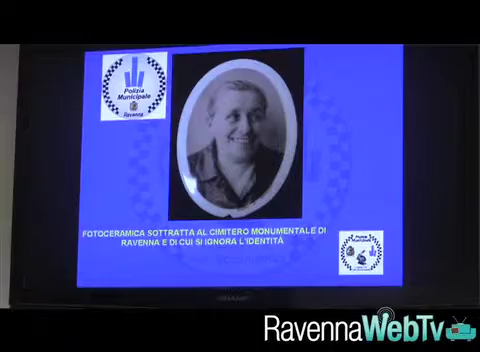 Polizia
Municipale
Ravenna
FOTOCERAMICA SOTTRATTA AL CIMITERO MONUMENTALE DI
RAVENNA E DI CUI SI IGNORA L'IDENTITÀ
RavennaWebTv